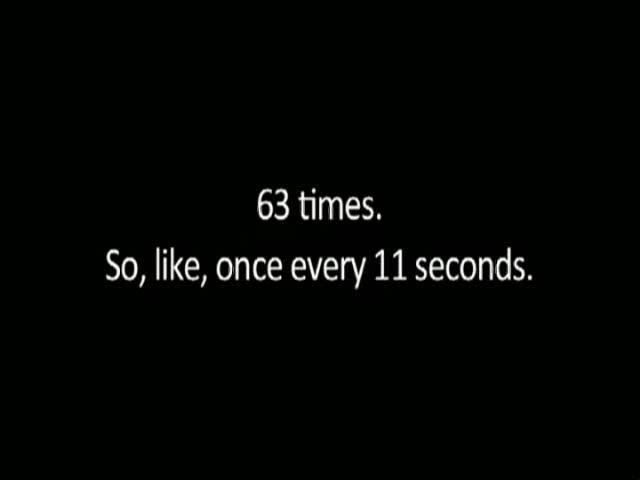 63 times.
So, like, once every 11 seconds.